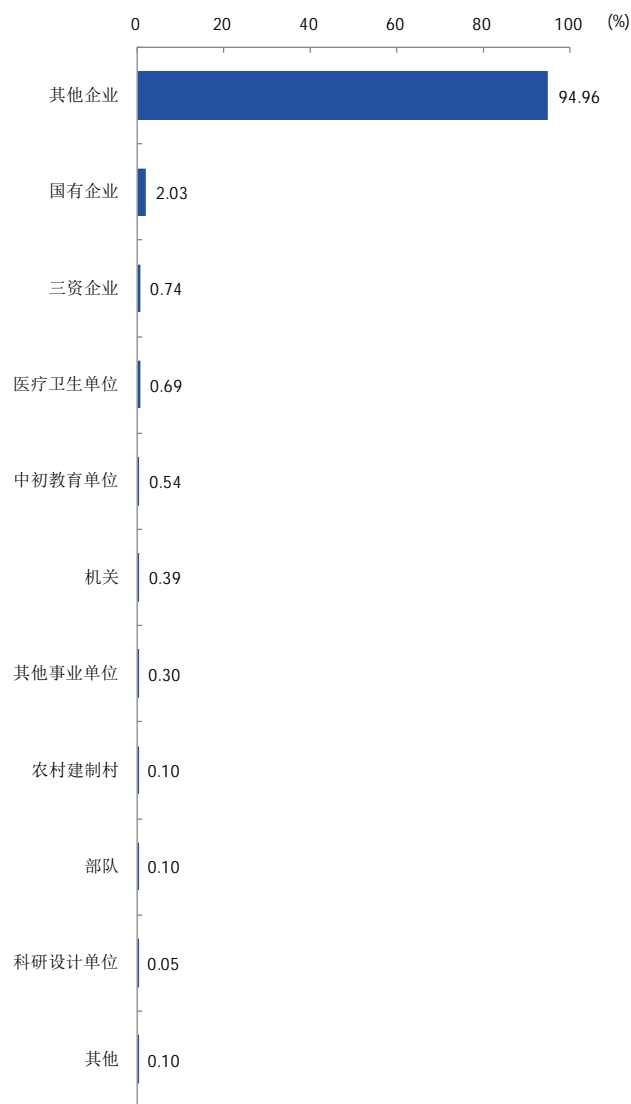 0 20 40 60 80 100 (%)
其他企业 94.96
国有企业 2.03
三资企业 0.74
医疗卫生单位 0.69
中初教育单位 0.54
机关 0.39
其他事业单位 0.30
农村建制村 0.10
部队 0.10
科研设计单位 0.05
其他 0.10